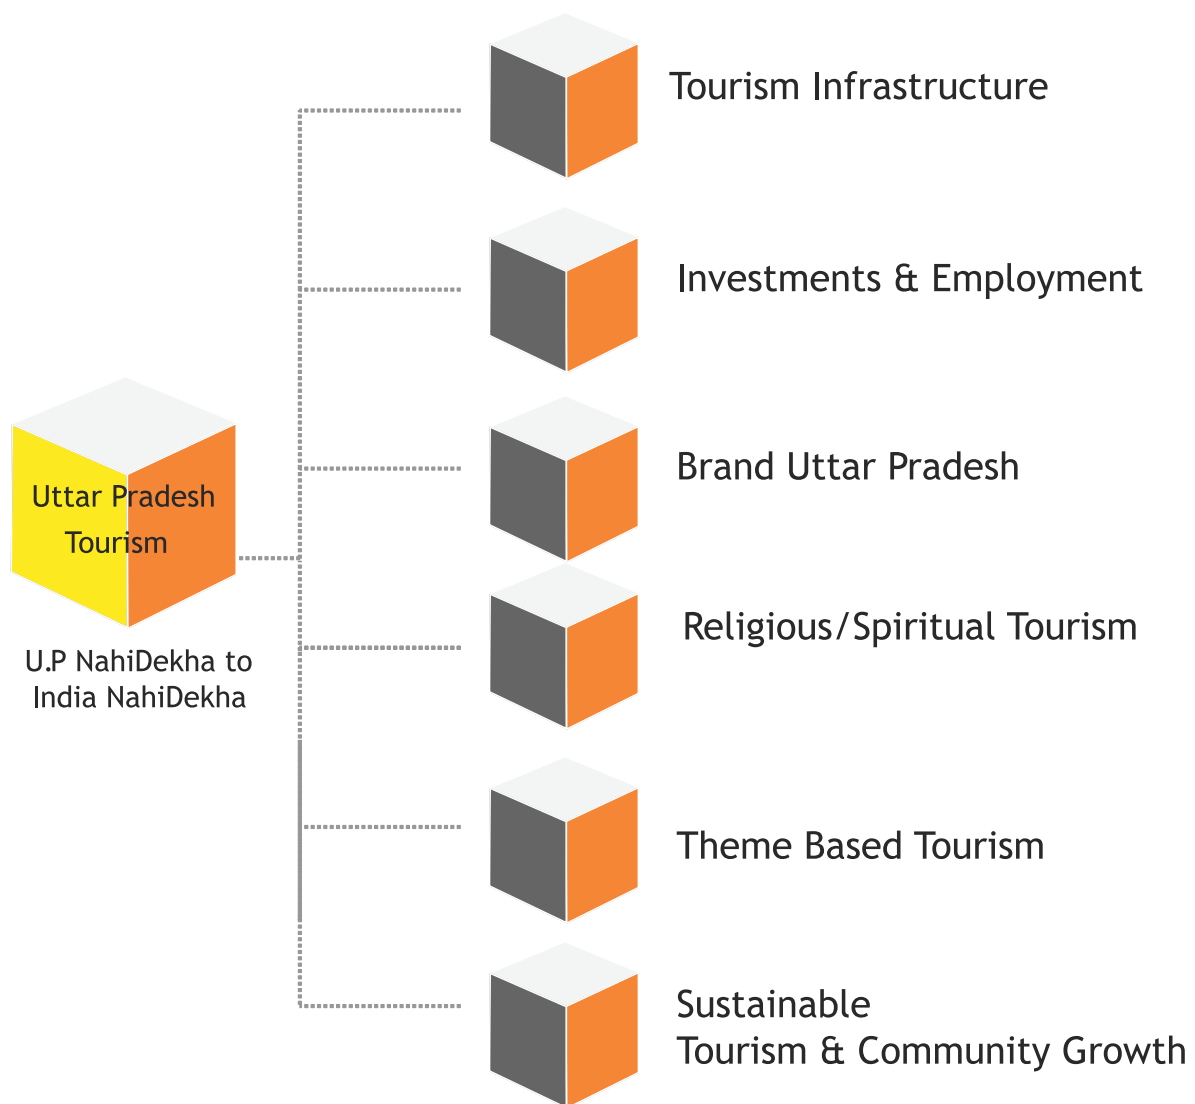 Tourism Infrastructure
Investments & Employment
Brand Uttar Pradesh
Uttar Pradesh
Tourism
U.P NahiDekha to
India NahiDekha
Religious/Spiritual Tourism
Theme Based Tourism
Sustainable
Tourism & Community Growth